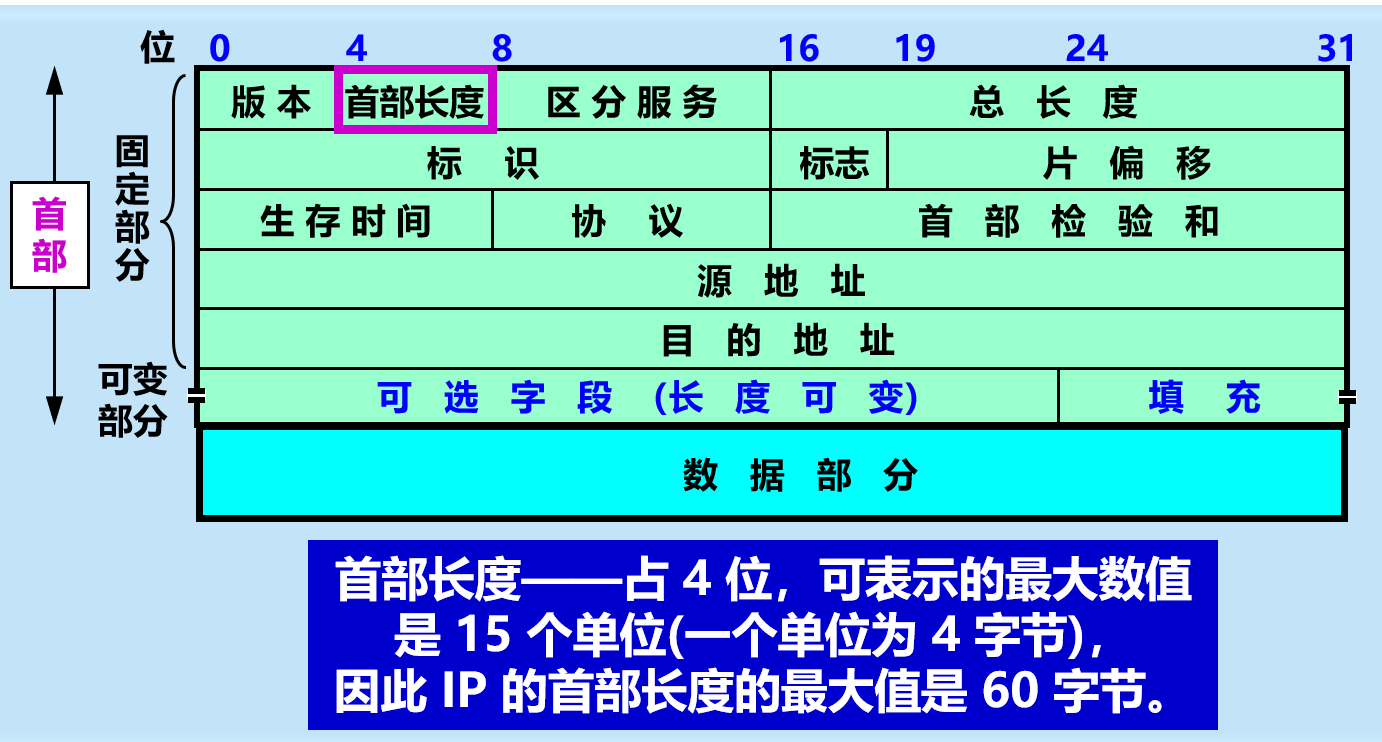 位 0 4 8 16 19 24 31
版本 首部长度 区分服务 总长度
标识 标志 片偏移
生存时间 协议 首部检验和
源地址
目的地址
可选字段 (长度可变) 填充
数据部分
首部
固定部分
可变
部分
首部长度——占 4 位，可表示的最大数值
是 15 个单位(一个单位为 4 字节)，
因此 IP 的首部长度的最大值是 60 字节。